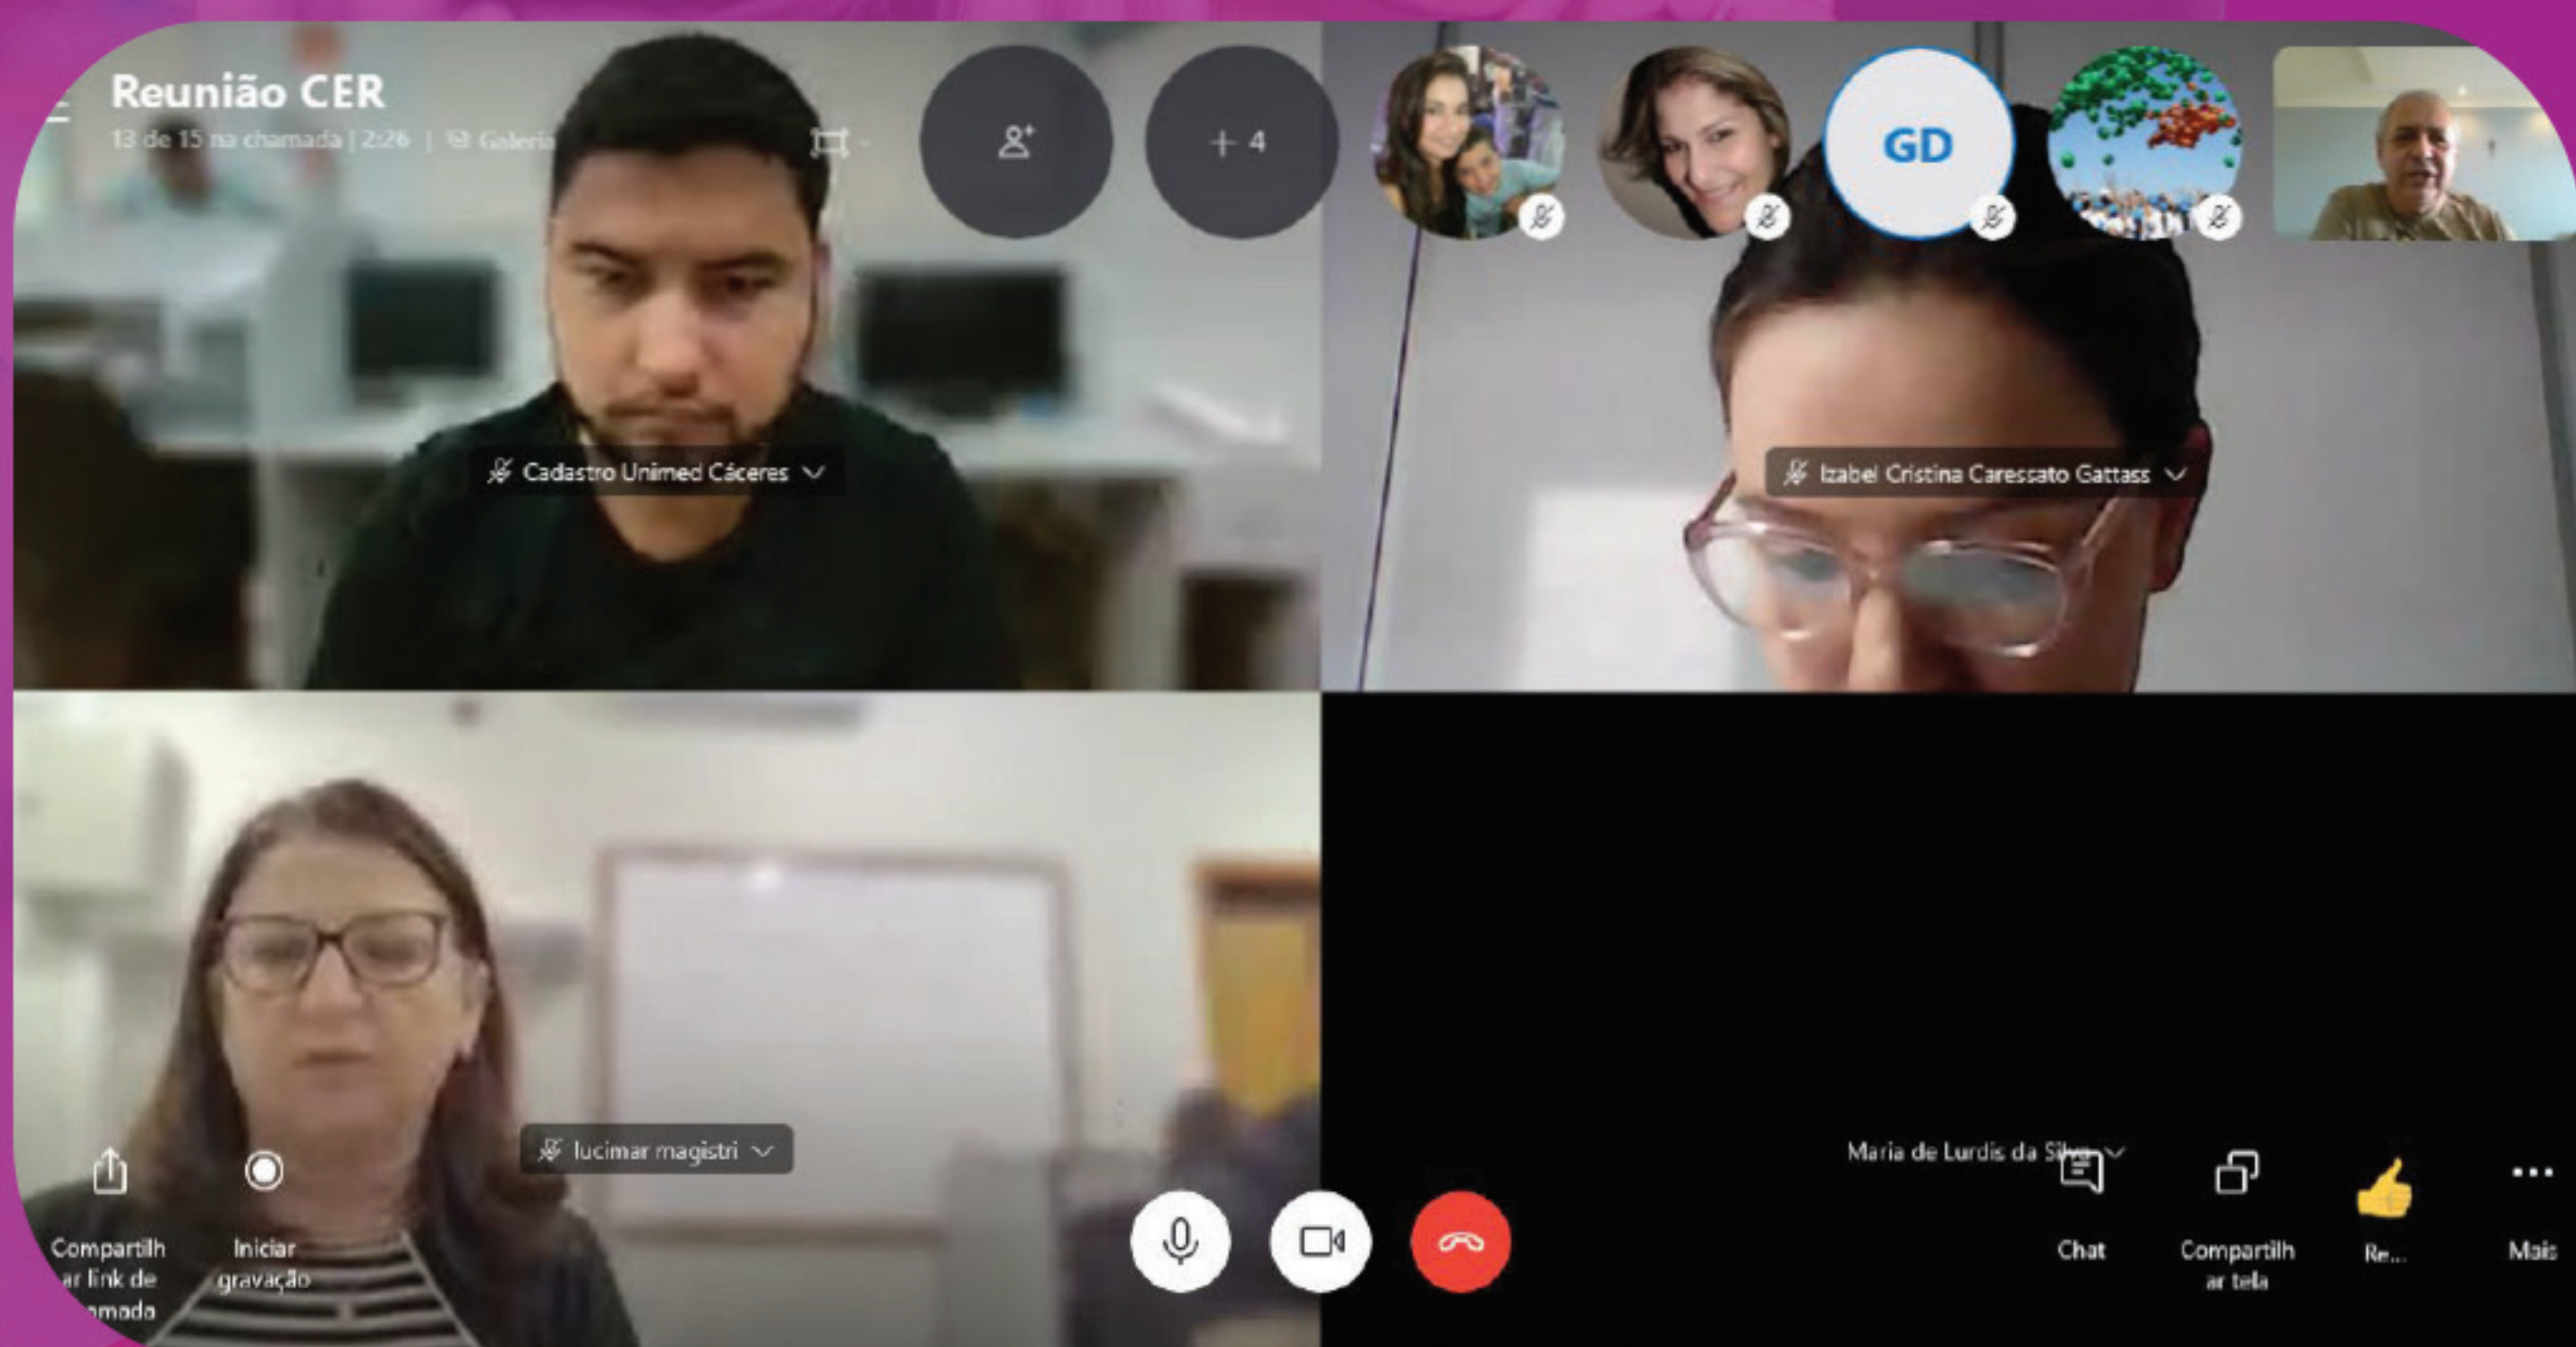 Reunião CER
13 de 15 na chamada | 2:26 | Galeria
+ 4
GD
Cadastro Unimed Cáceres
Izabel Cristina Caressato Gattass
lucimar magistri
Maria de Lurdis da Silva
Compartilh
ar link de
amada
Iniciar
gravação
Chat
Compartilh
ar tela
Re...
Mais